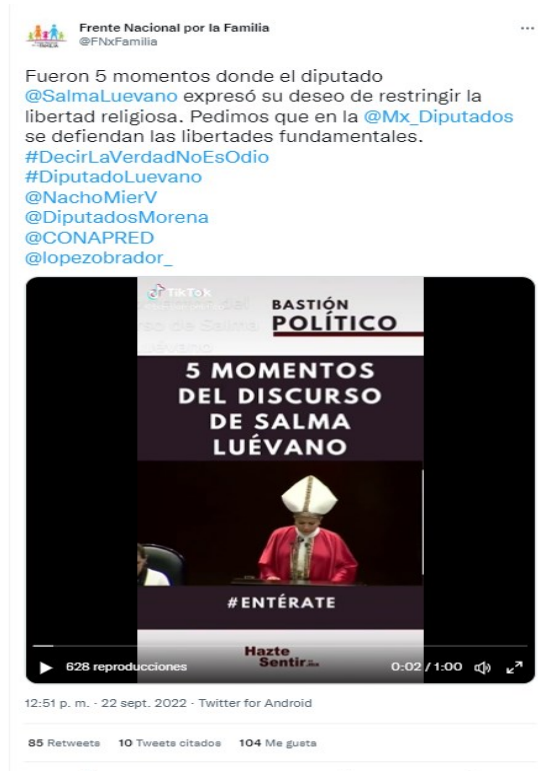 Frente Nacional por la Familia
@FNxFamilia
Fueron 5 momentos donde el diputado
@SalmaLuevano expresó su deseo de restringir la
libertad religiosa. Pedimos que en la @Mx_Diputados
se defiendan las libertades fundamentales.
#DecirLaVerdadNoEsOdio
#DiputadoLuevano
@NachoMierV
@DiputadosMorena
@CONAPRED
@lopezobrador_
TikTok
BASTIÓN
POLÍTICO
5 MOMENTOS
DEL DISCURSO
DE SALMA
LUÉVANO
#ENTÉRATE
Hazte
Sentir
628 reproducciones
0:02 / 1:00
12:51 p. m. · 22 sept. 2022 · Twitter for Android
85 Retweets 10 Tweets citados 104 Me gusta